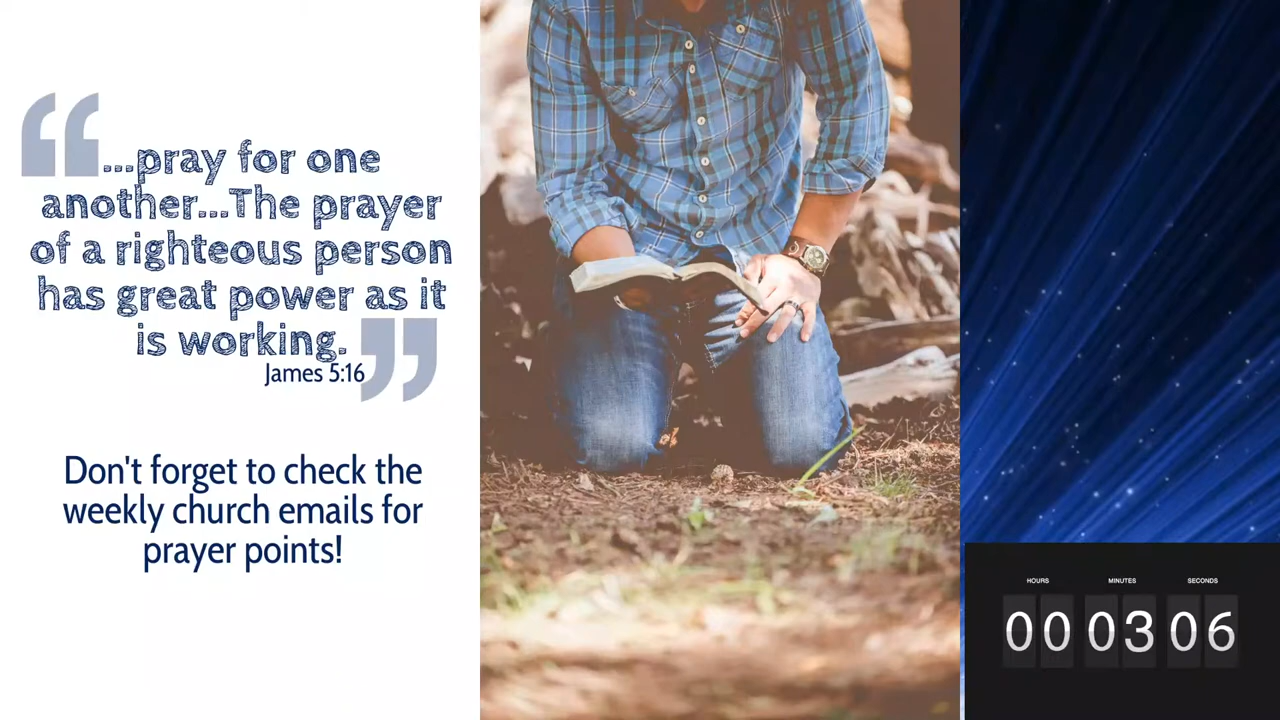 “...pray for one
another...The prayer
of a righteous person
has great power as it
is working.”
James 5:16
Don't forget to check the
weekly church emails for
prayer points!
HOURS MINUTES SECONDS
00 03 06